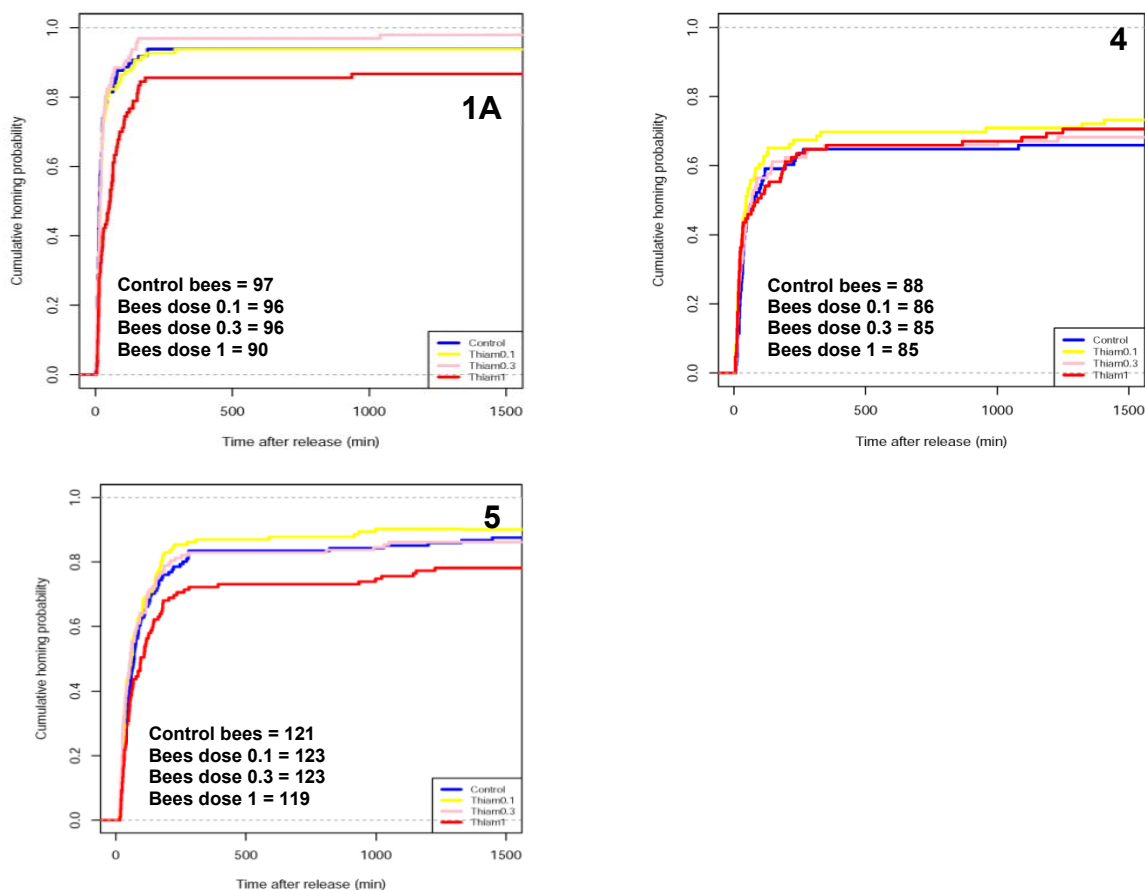 1A
Cumulative homing probability
1.0
0.8
0.6
0.4
0.2
0.0
Control bees = 97
Bees dose 0.1 = 96
Bees dose 0.3 = 96
Bees dose 1 = 90
Control
Thiam0.1
Thiam0.3
Thiam1
0 500 1000 1500
Time after release (min)
4
Cumulative homing probability
1.0
0.8
0.6
0.4
0.2
0.0
Control bees = 88
Bees dose 0.1 = 86
Bees dose 0.3 = 85
Bees dose 1 = 85
Control
Thiam0.1
Thiam0.3
Thiam1
0 500 1000 1500
Time after release (min)
5
Cumulative homing probability
1.0
0.8
0.6
0.4
0.2
0.0
Control bees = 121
Bees dose 0.1 = 123
Bees dose 0.3 = 123
Bees dose 1 = 119
Control
Thiam0.1
Thiam0.3
Thiam1
0 500 1000 1500
Time after release (min)